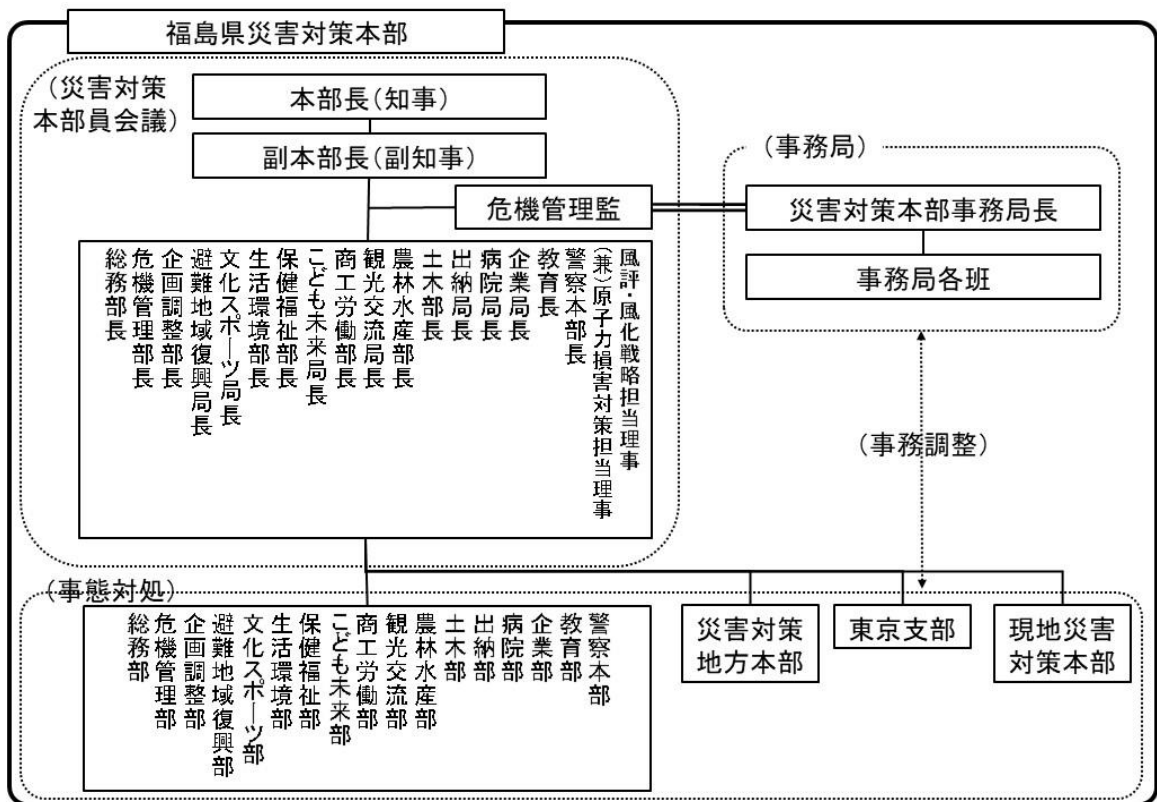 福島県災害対策本部
(災害対策
本部員会議)
本部長(知事)
副本部長(副知事)
危機管理監
(事務局)
災害対策本部事務局長
事務局各班
総務部長
危機管理部長
企画調整部長
避難地域復興局長
文化スポーツ局長
生活環境部長
保健福祉部長
こども未来局長
商工労働部長
観光交流局長
農林水産部長
土木部長
出納局長
病院局長
企業局長
教育長
警察本部長
(兼)原子力損害対策担当理事
風評・風化戦略担当理事
(事務調整)
(事態対処)
総務部
危機管理部
企画調整部
避難地域復興部
文化スポーツ部
生活環境部
保健福祉部
こども未来部
商工労働部
観光交流部
農林水産部
土木部
出納部
病院部
企業部
教育部
警察本部
災害対策
地方本部
東京支部
現地災害
対策本部